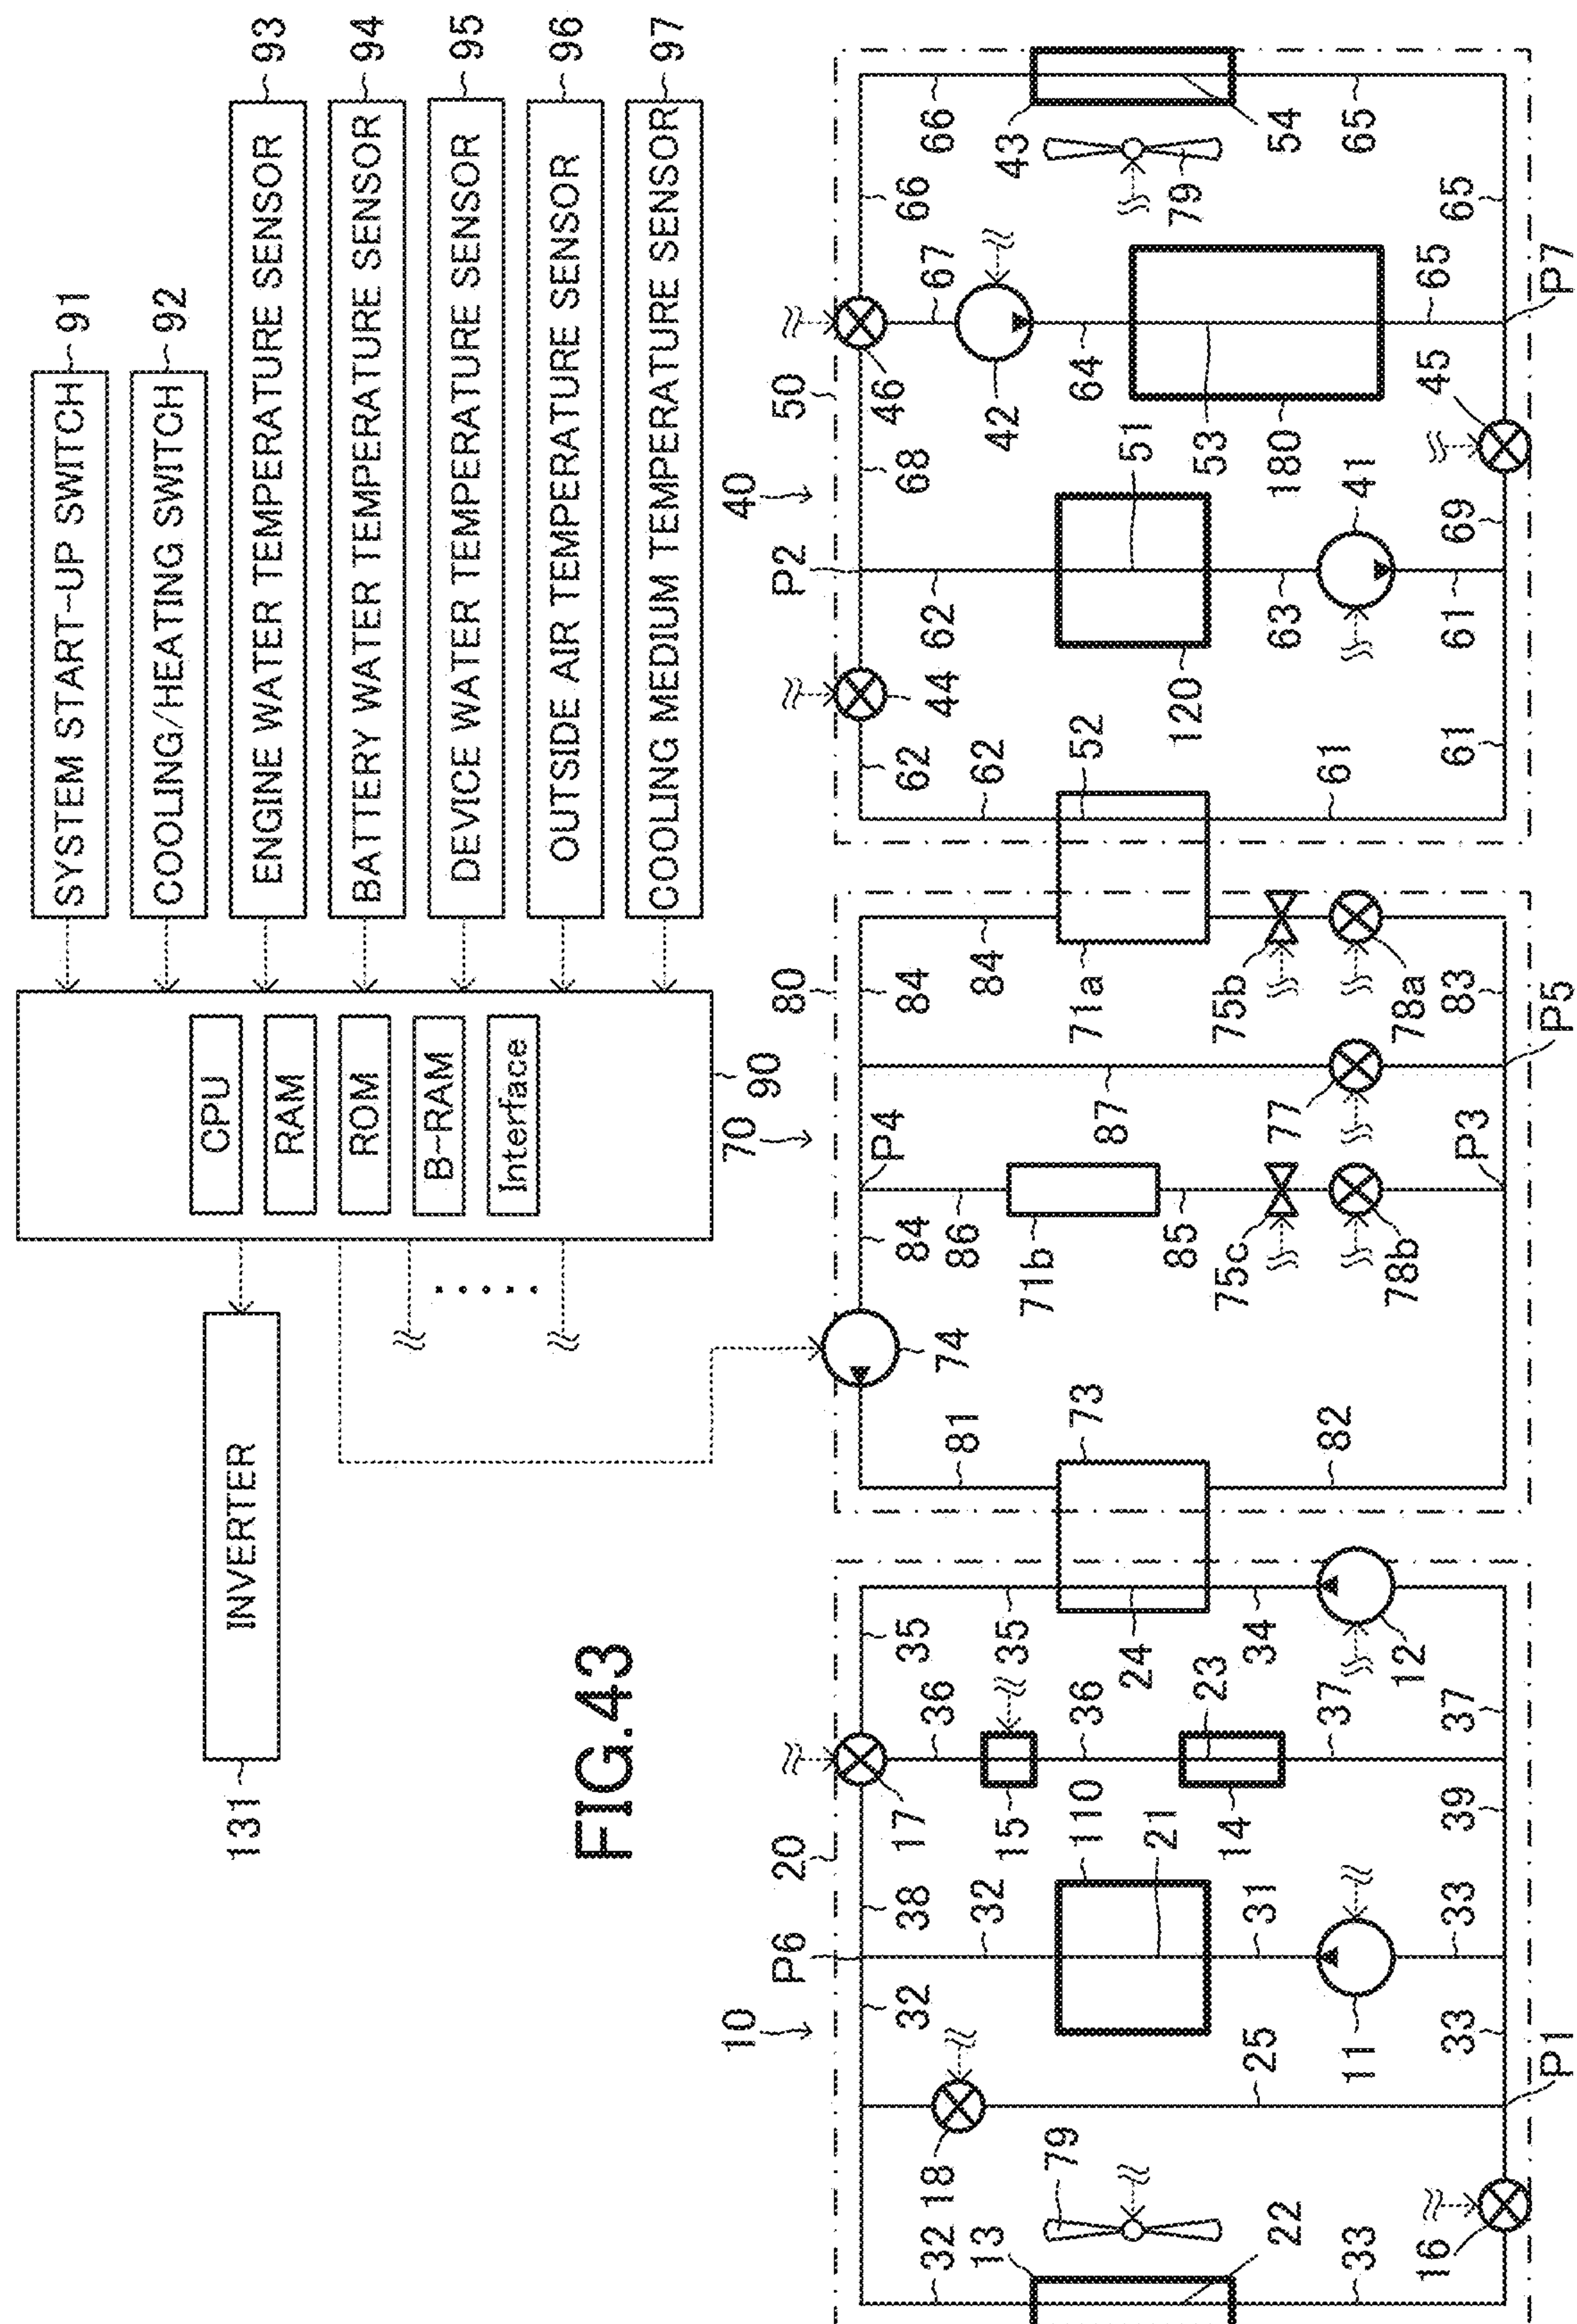 SYSTEM START-UP SWITCH 91
COOLING/HEATING SWITCH 92
ENGINE WATER TEMPERATURE SENSOR 93
BATTERY WATER TEMPERATURE SENSOR 94
DEVICE WATER TEMPERATURE SENSOR 95
OUTSIDE AIR TEMPERATURE SENSOR 96
COOLING MEDIUM TEMPERATURE SENSOR 97
CPU
RAM
ROM
B-RAM
Interface
90
131 INVERTER
FIG.43
10
70
40
P6
20
80
P2
50
32
13
32
18
38
17
35
36
35
79
15
36
32
110
21
24
23
14
31
25
34
22
33
11
12
37
16
33
33
39
37
P1
81
74
84
P4
84
84
86
73
71b
87
71a
85
75c
77
75b
82
78b
78a
P3
83
P5
62
44
68
46
66
62
62
67
66
52
42
43
51
64
120
53
79
54
63
180
61
41
65
61
61
69
45
65
65
P7